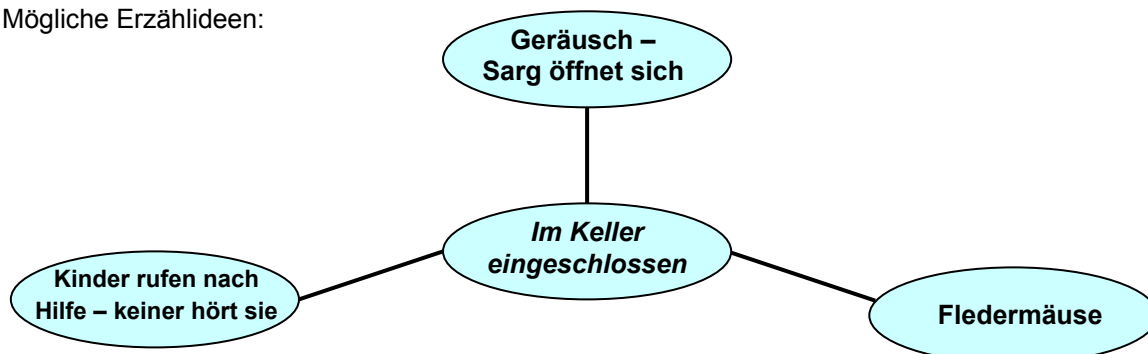 Mögliche Erzählideen:
Geräusch –
Sarg öffnet sich
Im Keller
eingeschlossen
Kinder rufen nach
Hilfe – keiner hört sie
Fledermäuse